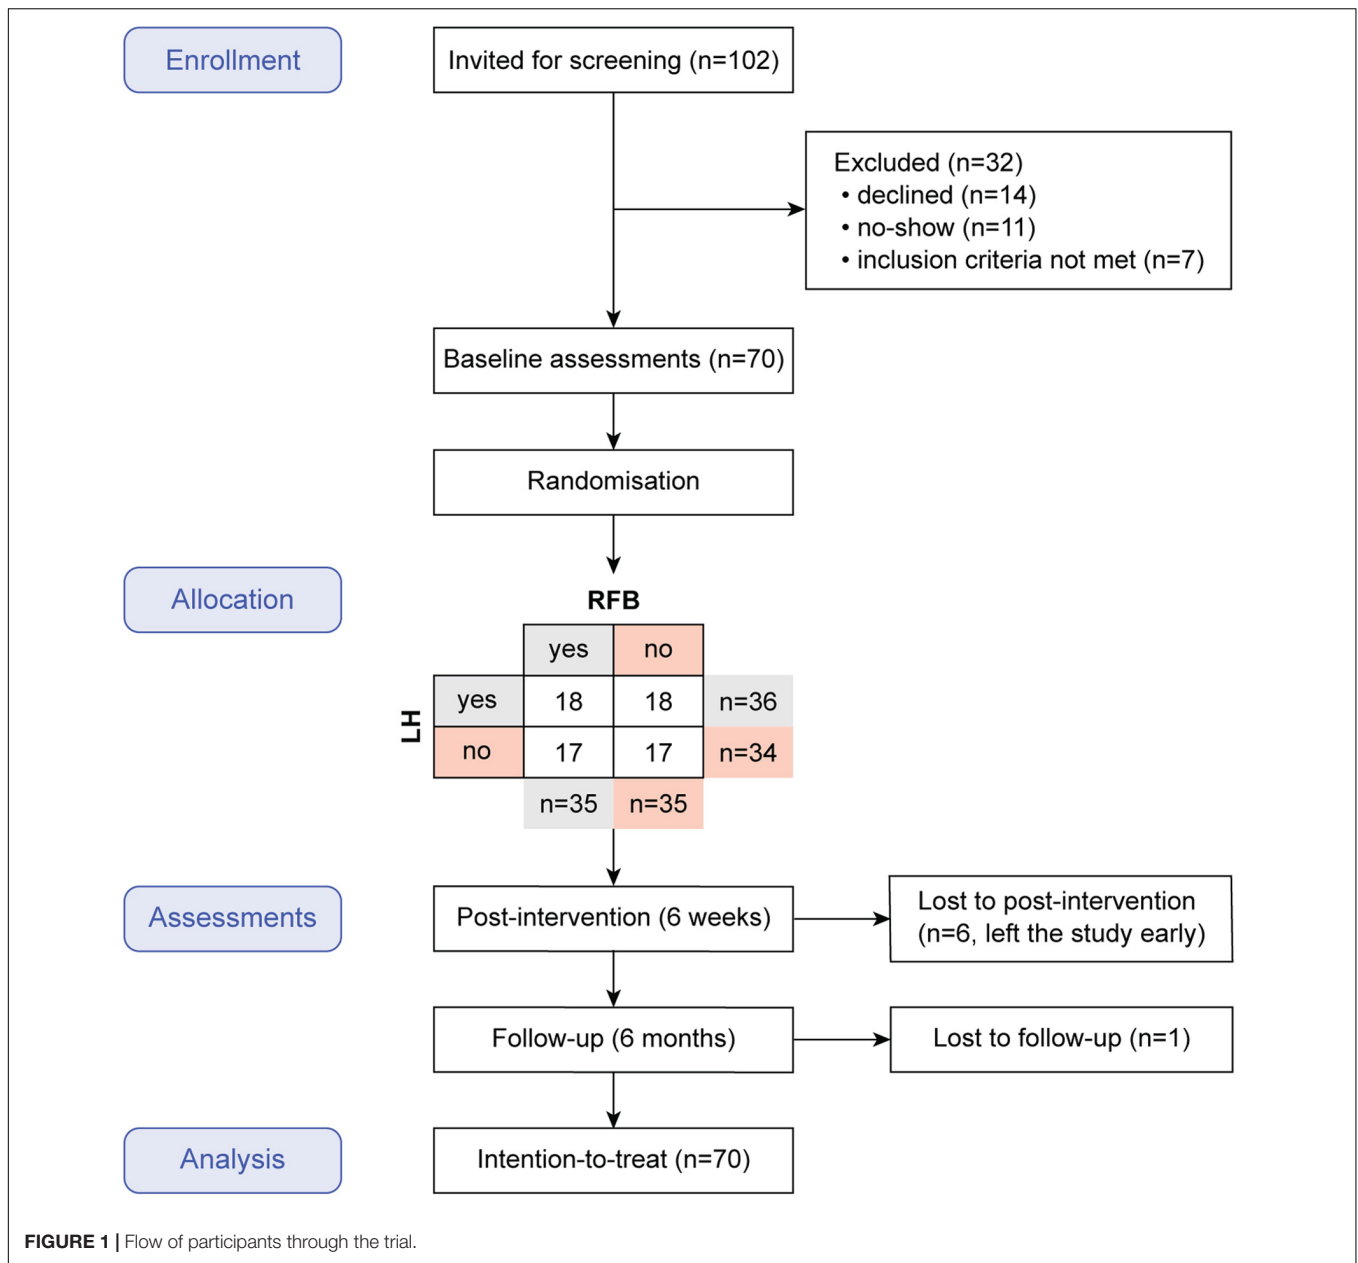 Enrollment
Invited for screening (n=102)
Excluded (n=32)
• declined (n=14)
• no-show (n=11)
• inclusion criteria not met (n=7)
Baseline assessments (n=70)
Randomisation
Allocation
RFB
yes no
LH
yes 18 18 n=36
no 17 17 n=34
n=35 n=35
Assessments
Post-intervention (6 weeks)
Lost to post-intervention
(n=6, left the study early)
Follow-up (6 months)
Lost to follow-up (n=1)
Analysis
Intention-to-treat (n=70)
FIGURE 1 | Flow of participants through the trial.